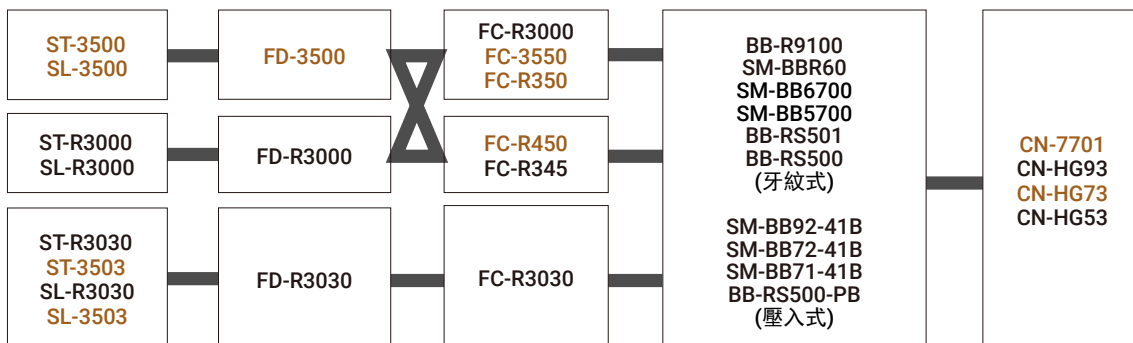 ST-3500
SL-3500
FD-3500
FC-R3000
FC-3550
FC-R350
ST-R3000
SL-R3000
FD-R3000
FC-R450
FC-R345
ST-R3030
ST-3503
SL-R3030
SL-3503
FD-R3030
FC-R3030
BB-R9100
SM-BBR60
SM-BB6700
SM-BB5700
BB-RS501
BB-RS500
(牙紋式)
SM-BB92-41B
SM-BB72-41B
SM-BB71-41B
BB-RS500-PB
(壓入式)
CN-7701
CN-HG93
CN-HG73
CN-HG53